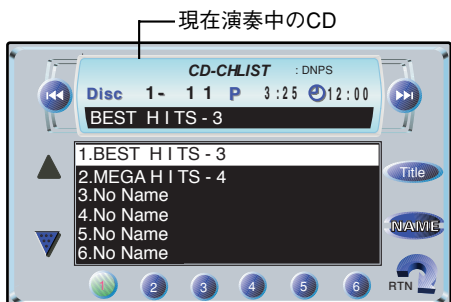 現在演奏中のCD
CD-CHLIST : DNPS
Disc 1- 1 1 P 3:25 12:00
BEST HITS - 3
1.BEST HITS - 3
2.MEGA HITS - 4
3.No Name
4.No Name
5.No Name
6.No Name
Title
NAME
RTN
1 2 3 4 5 6